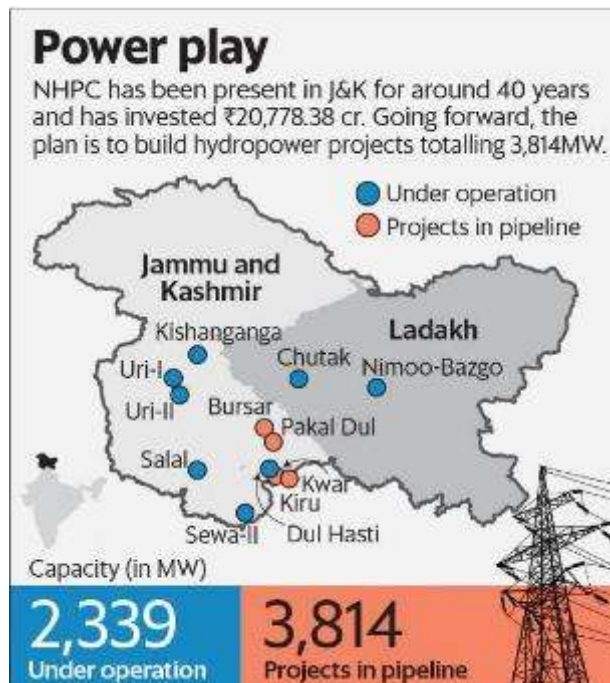 Power play
NHPC has been present in J&K for around 40 years
and has invested ₹20,778.38 cr. Going forward, the
plan is to build hydropower projects totalling 3,814MW.
Under operation
Projects in pipeline
Jammu and
Kashmir
Ladakh
Kishanganga
Chutak
Nimoo-Bazgo
Uri-I
Uri-II
Bursar
Pakal Dul
Salal
Kwar
Kiru
Sewa-II
Dul Hasti
Capacity (in MW)
2,339
Under operation
3,814
Projects in pipeline